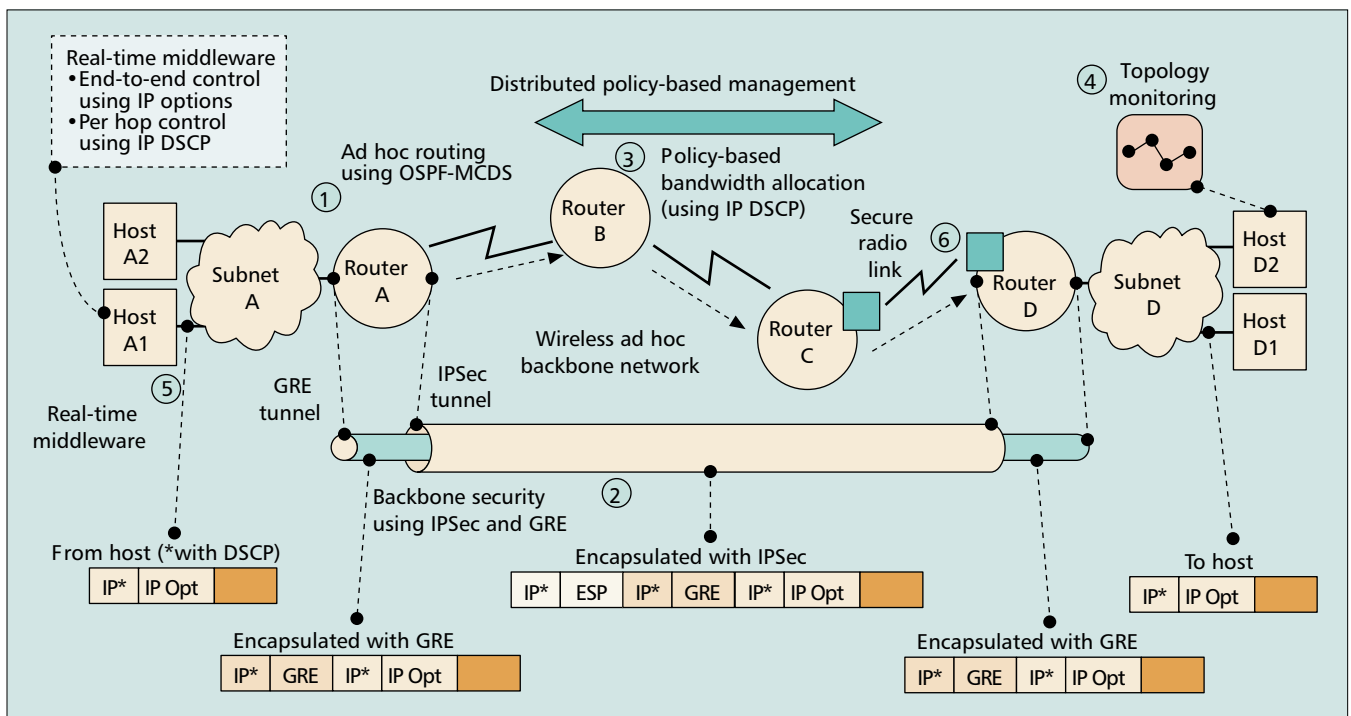 Real-time middleware
•End-to-end control
using IP options
•Per hop control
using IP DSCP
Distributed policy-based management
4
Topology
monitoring
Ad hoc routing
using OSPF-MCDS
1
3
Policy-based
bandwidth allocation
(using IP DSCP)
Host
A2
Subnet
A
Router
A
Router
B
Secure
radio
link
6
Router
D
Subnet
D
Host
D2
Host
A1
Router
C
Host
D1
Wireless ad hoc
backbone network
5
Real-time
middleware
GRE
tunnel
IPSec
tunnel
Backbone security
using IPSec and GRE
2
From host (*with DSCP)
IP* IP Opt
Encapsulated with IPSec
IP* ESP IP* GRE IP* IP Opt
To host
IP* IP Opt
Encapsulated with GRE
IP* GRE IP* IP Opt
Encapsulated with GRE
IP* GRE IP* IP Opt